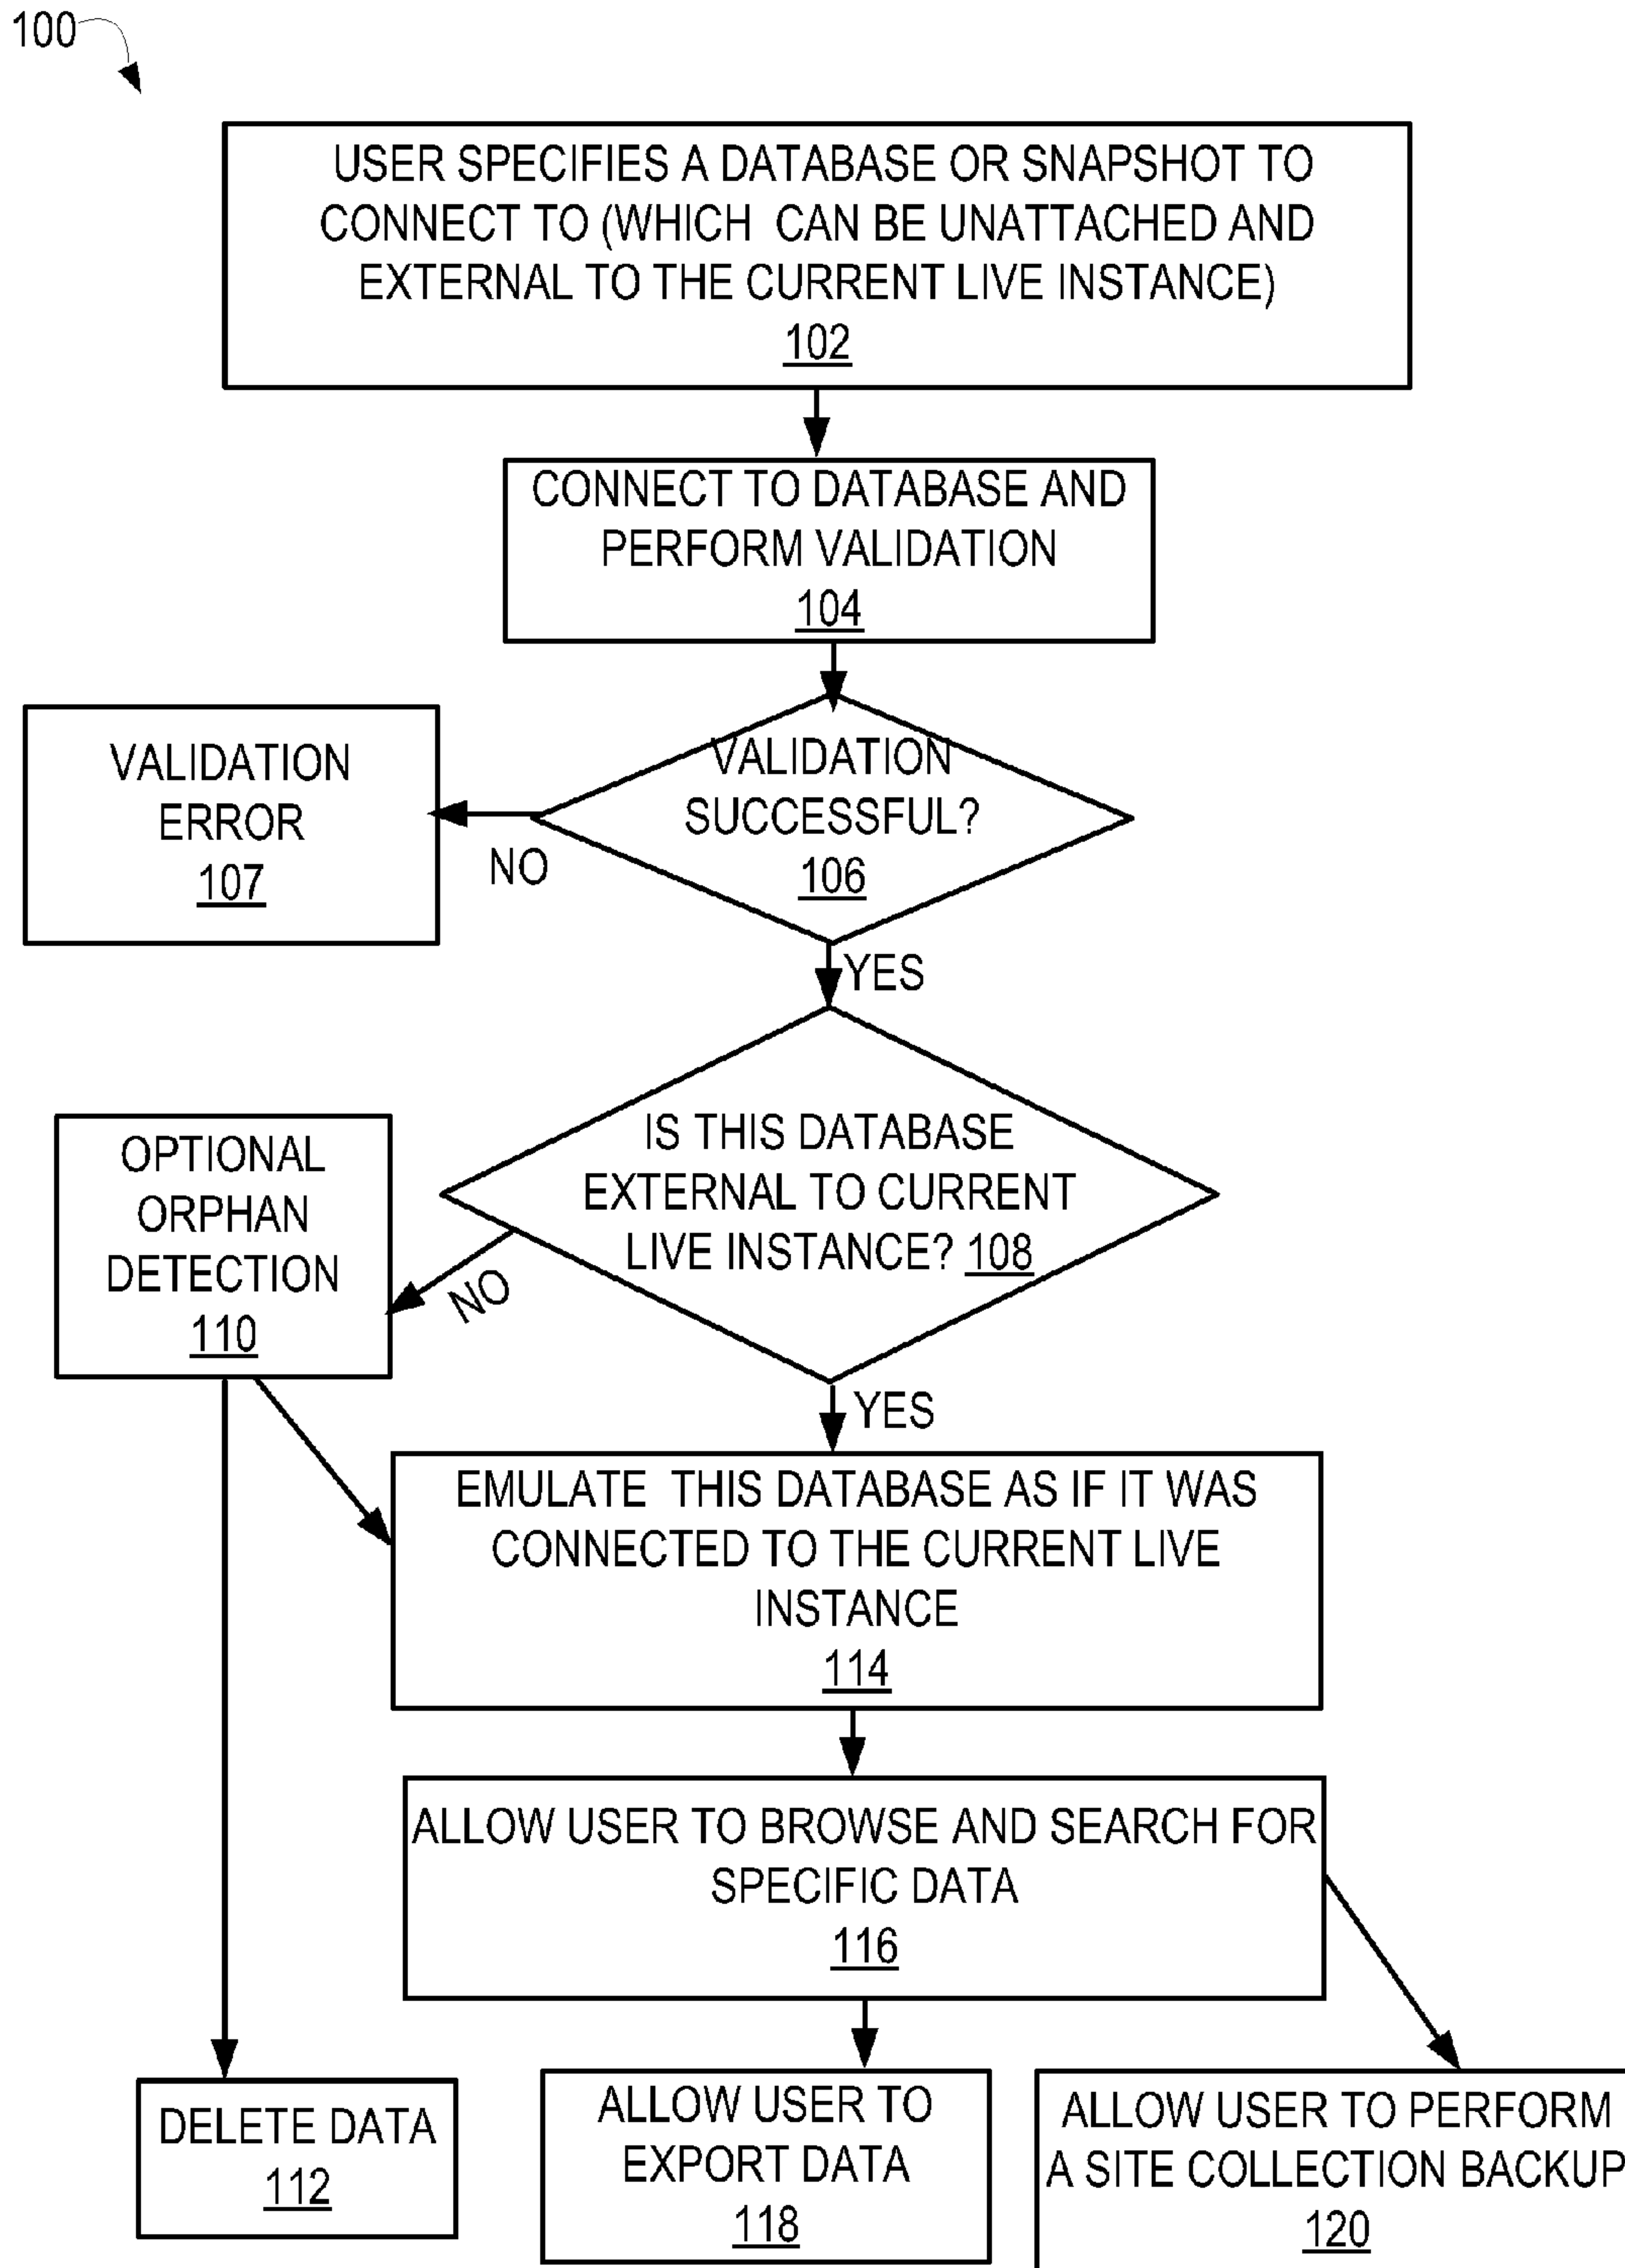 100
USER SPECIFIES A DATABASE OR SNAPSHOT TO
CONNECT TO (WHICH CAN BE UNATTACHED AND
EXTERNAL TO THE CURRENT LIVE INSTANCE)
102
CONNECT TO DATABASE AND
PERFORM VALIDATION
104
VALIDATION
SUCCESSFUL?
106
NO
VALIDATION
ERROR
107
YES
IS THIS DATABASE
EXTERNAL TO CURRENT
LIVE INSTANCE? 108
NO
OPTIONAL
ORPHAN
DETECTION
110
YES
EMULATE THIS DATABASE AS IF IT WAS
CONNECTED TO THE CURRENT LIVE
INSTANCE
114
ALLOW USER TO BROWSE AND SEARCH FOR
SPECIFIC DATA
116
DELETE DATA
112
ALLOW USER TO
EXPORT DATA
118
ALLOW USER TO PERFORM
A SITE COLLECTION BACKUP
120